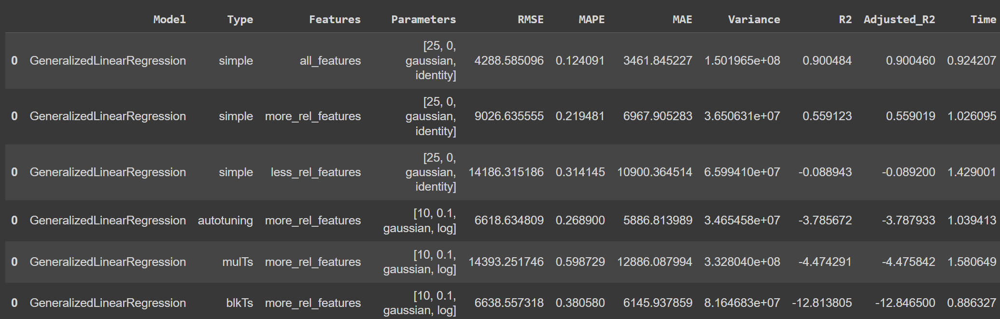 Model Type Features Parameters RMSE MAPE MAE Variance R2 Adjusted_R2 Time
[25, 0,
0 GeneralizedLinearRegression simple all_features gaussian, 4288.585096 0.124091 3461.845227 1.501965e+08 0.900484 0.900460 0.924207
identity]
[25, 0,
0 GeneralizedLinearRegression simple more_rel_features gaussian, 9026.635555 0.219481 6967.905283 3.650631e+07 0.559123 0.559019 1.026095
identity]
[25, 0,
0 GeneralizedLinearRegression simple less_rel_features gaussian, 14186.315186 0.314145 10900.364514 6.599410e+07 -0.088943 -0.089200 1.429001
identity]
[10, 0.1,
0 GeneralizedLinearRegression autotuning more_rel_features 6618.634809 0.268900 5886.813989 3.465458e+07 -3.785672 -3.787933 1.039413
gaussian, log]
[10, 0.1,
0 GeneralizedLinearRegression mulTs more_rel_features 14393.251746 0.598729 12886.087994 3.328040e+08 -4.474291 -4.475842 1.580649
gaussian, log]
[10, 0.1,
0 GeneralizedLinearRegression blkTs more_rel_features 6638.557318 0.380580 6145.937859 8.164683e+07 -12.813805 -12.846500 0.886327
gaussian, log]